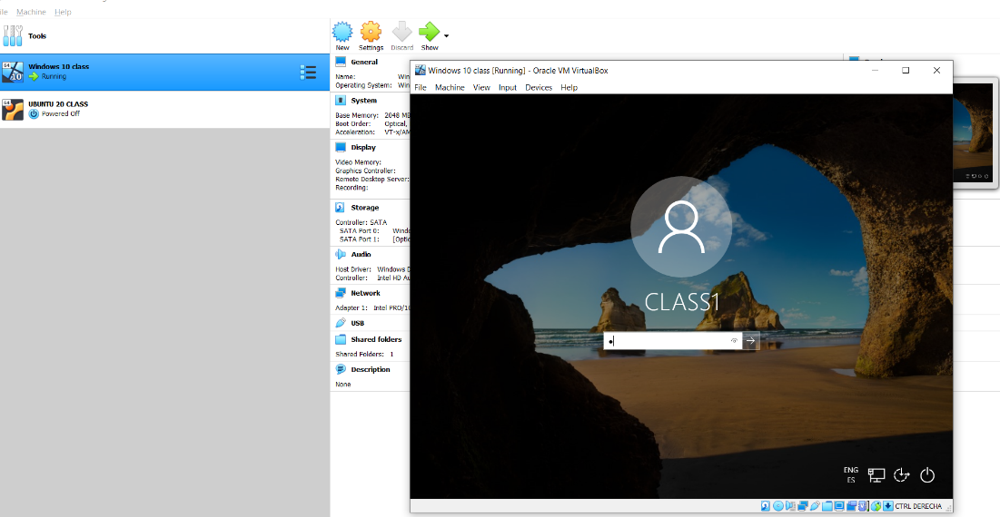 ile Machine Help
Tools
New Settings Discard Show
64 10 Windows 10 class
Running
64 UBUNTU 20 CLASS
Powered Off
General
Name: Win
Operating System: Win
System
Base Memory: 2048 MB
Boot Order: Optical,
Acceleration: VT-x/AM
Display
Video Memory:
Graphics Controller:
Remote Desktop Server:
Recording:
Storage
Controller: SATA
SATA Port 0: Windo
SATA Port 1: [Optic
Audio
Host Driver: Windows D
Controller: Intel HD Au
Network
Adapter 1: Intel PRO/10
USB
Shared folders
Shared Folders: 1
Description
None
Windows 10 class [Running] - Oracle VM VirtualBox
File Machine View Input Devices Help
CLASS1
ENG
ES
CTRL DERECHA